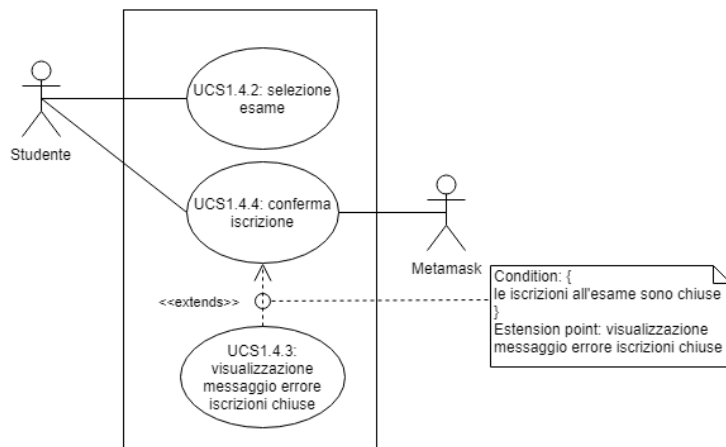 UCS1.4.2: selezione
esame
Studente
UCS1.4.4: conferma
iscrizione
Metamask
<<extends>>
Condition: {
le iscrizioni all'esame sono chiuse
}
Estension point: visualizzazione
messaggio errore iscrizioni chiuse
UCS1.4.3:
visualizzazione
messaggio errore
iscrizioni chiuse